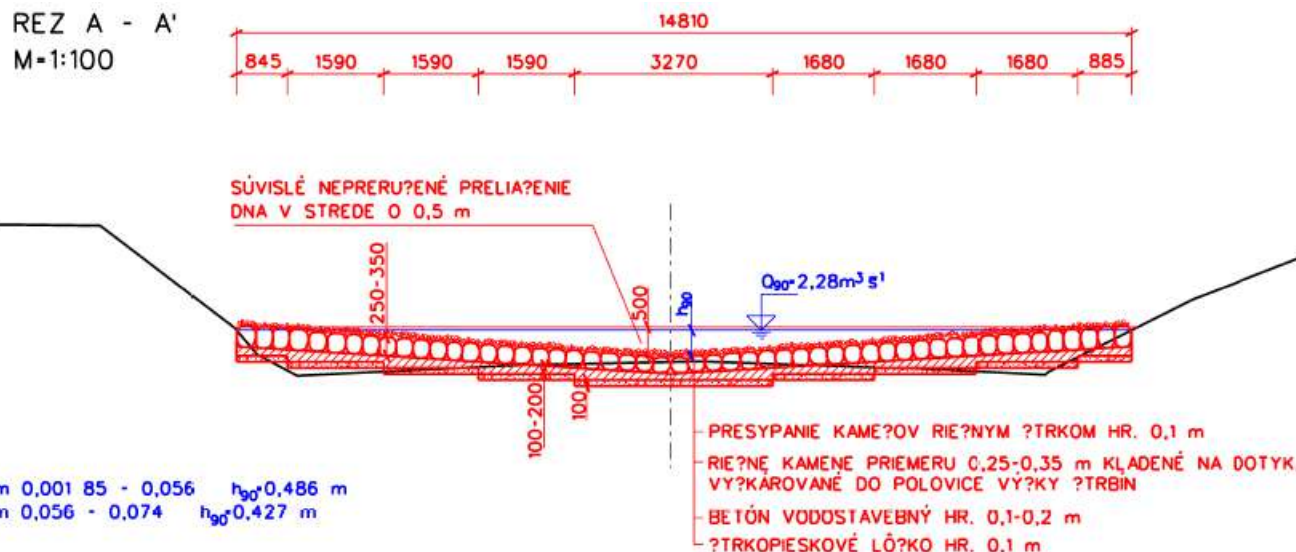 REZ A - A'
M=1:100
14810
845 1590 1590 1590 3270 1680 1680 1680 885
SÚVISLÉ NEPRERU?ENÉ PRELIA?ENIE
DNA V STREDE O 0,5 m
250-350
500
h90
Q90=2,28m³ s¹
100-200
100
PRESYPANIE KAME?OV RIE?NYM ?TRKOM HR. 0,1 m
RIE?NE KAMENE PRIEMERU 0,25-0,35 m KLADENÉ NA DOTYK
VY?KÁROVANÉ DO POLOVICE VÝ?KY ?TRBÍN
BETÓN VODOSTAVEBNÝ HR. 0,1-0,2 m
?TRKOPIESKOVÉ LÔ?KO HR. 0,1 m
m 0,001 85 - 0,056 h90=0,486 m
m 0,056 - 0,074 h90=0,427 m